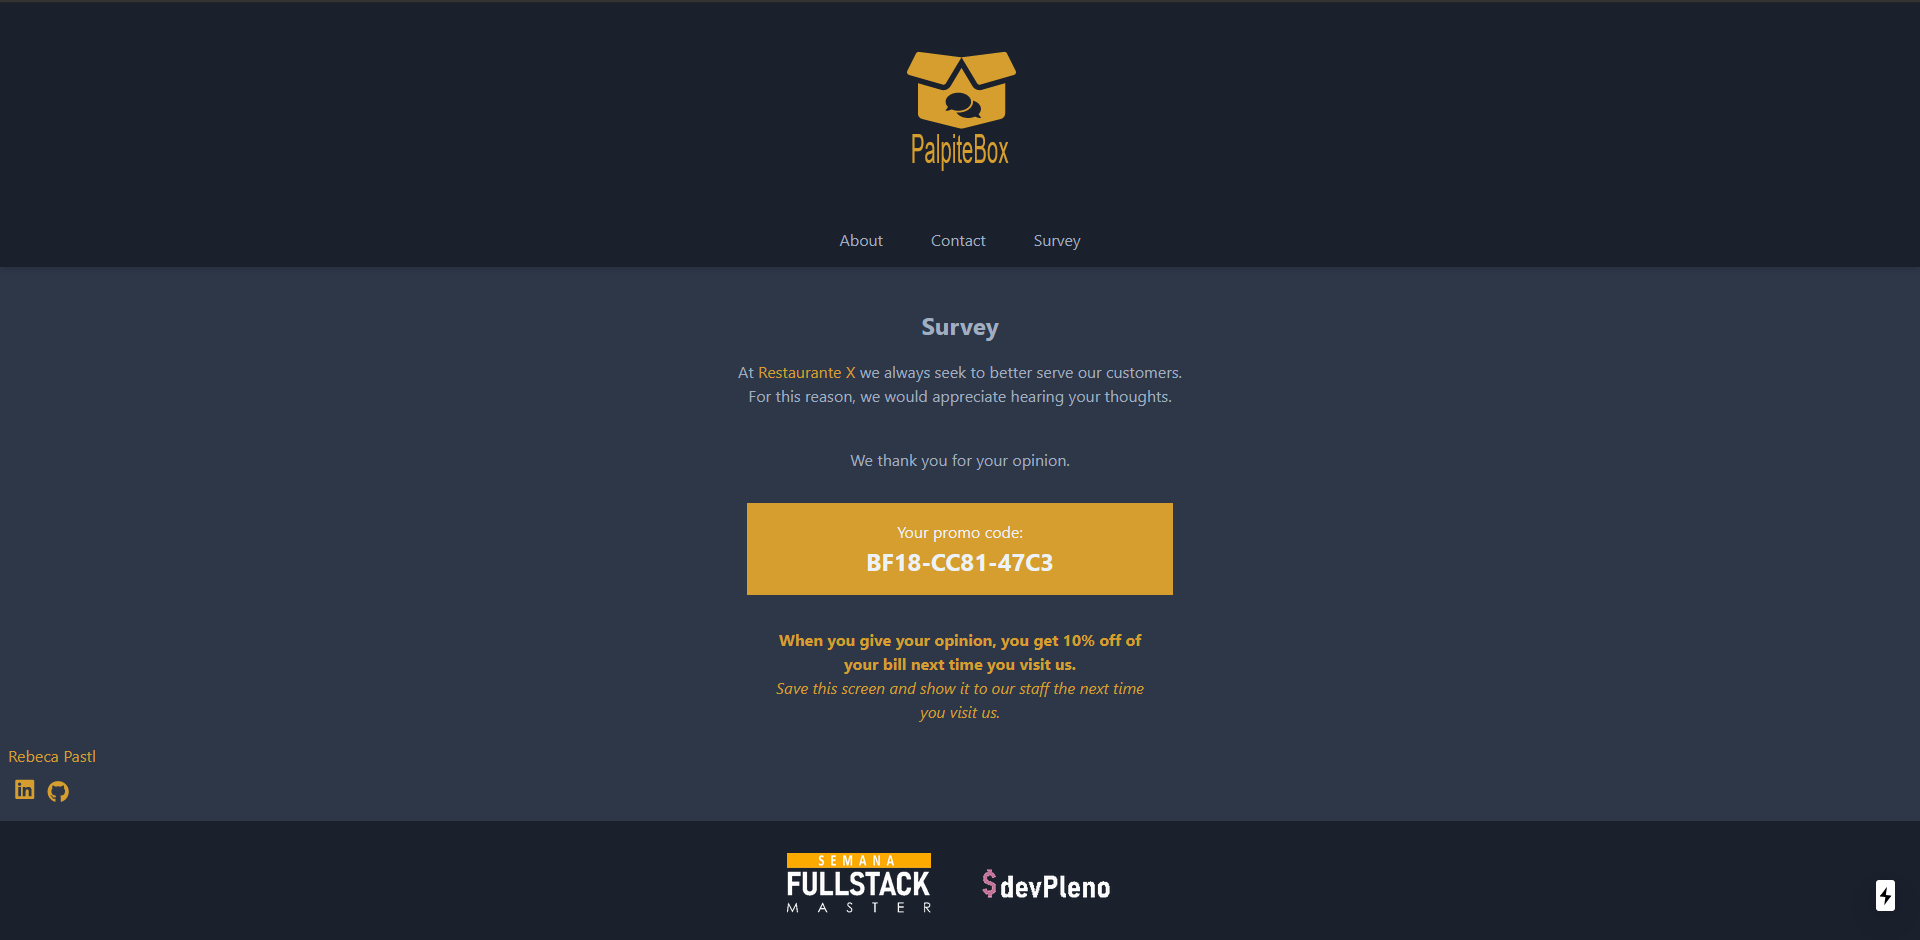 PalpiteBox
About Contact Survey
Survey
At Restaurante X we always seek to better serve our customers.
For this reason, we would appreciate hearing your thoughts.
We thank you for your opinion.
Your promo code:
BF18-CC81-47C3
When you give your opinion, you get 10% off of
your bill next time you visit us.
Save this screen and show it to our staff the next time
you visit us.
Rebeca Pastl
in
SEMANA
FULLSTACK
MASTER
$devPleno